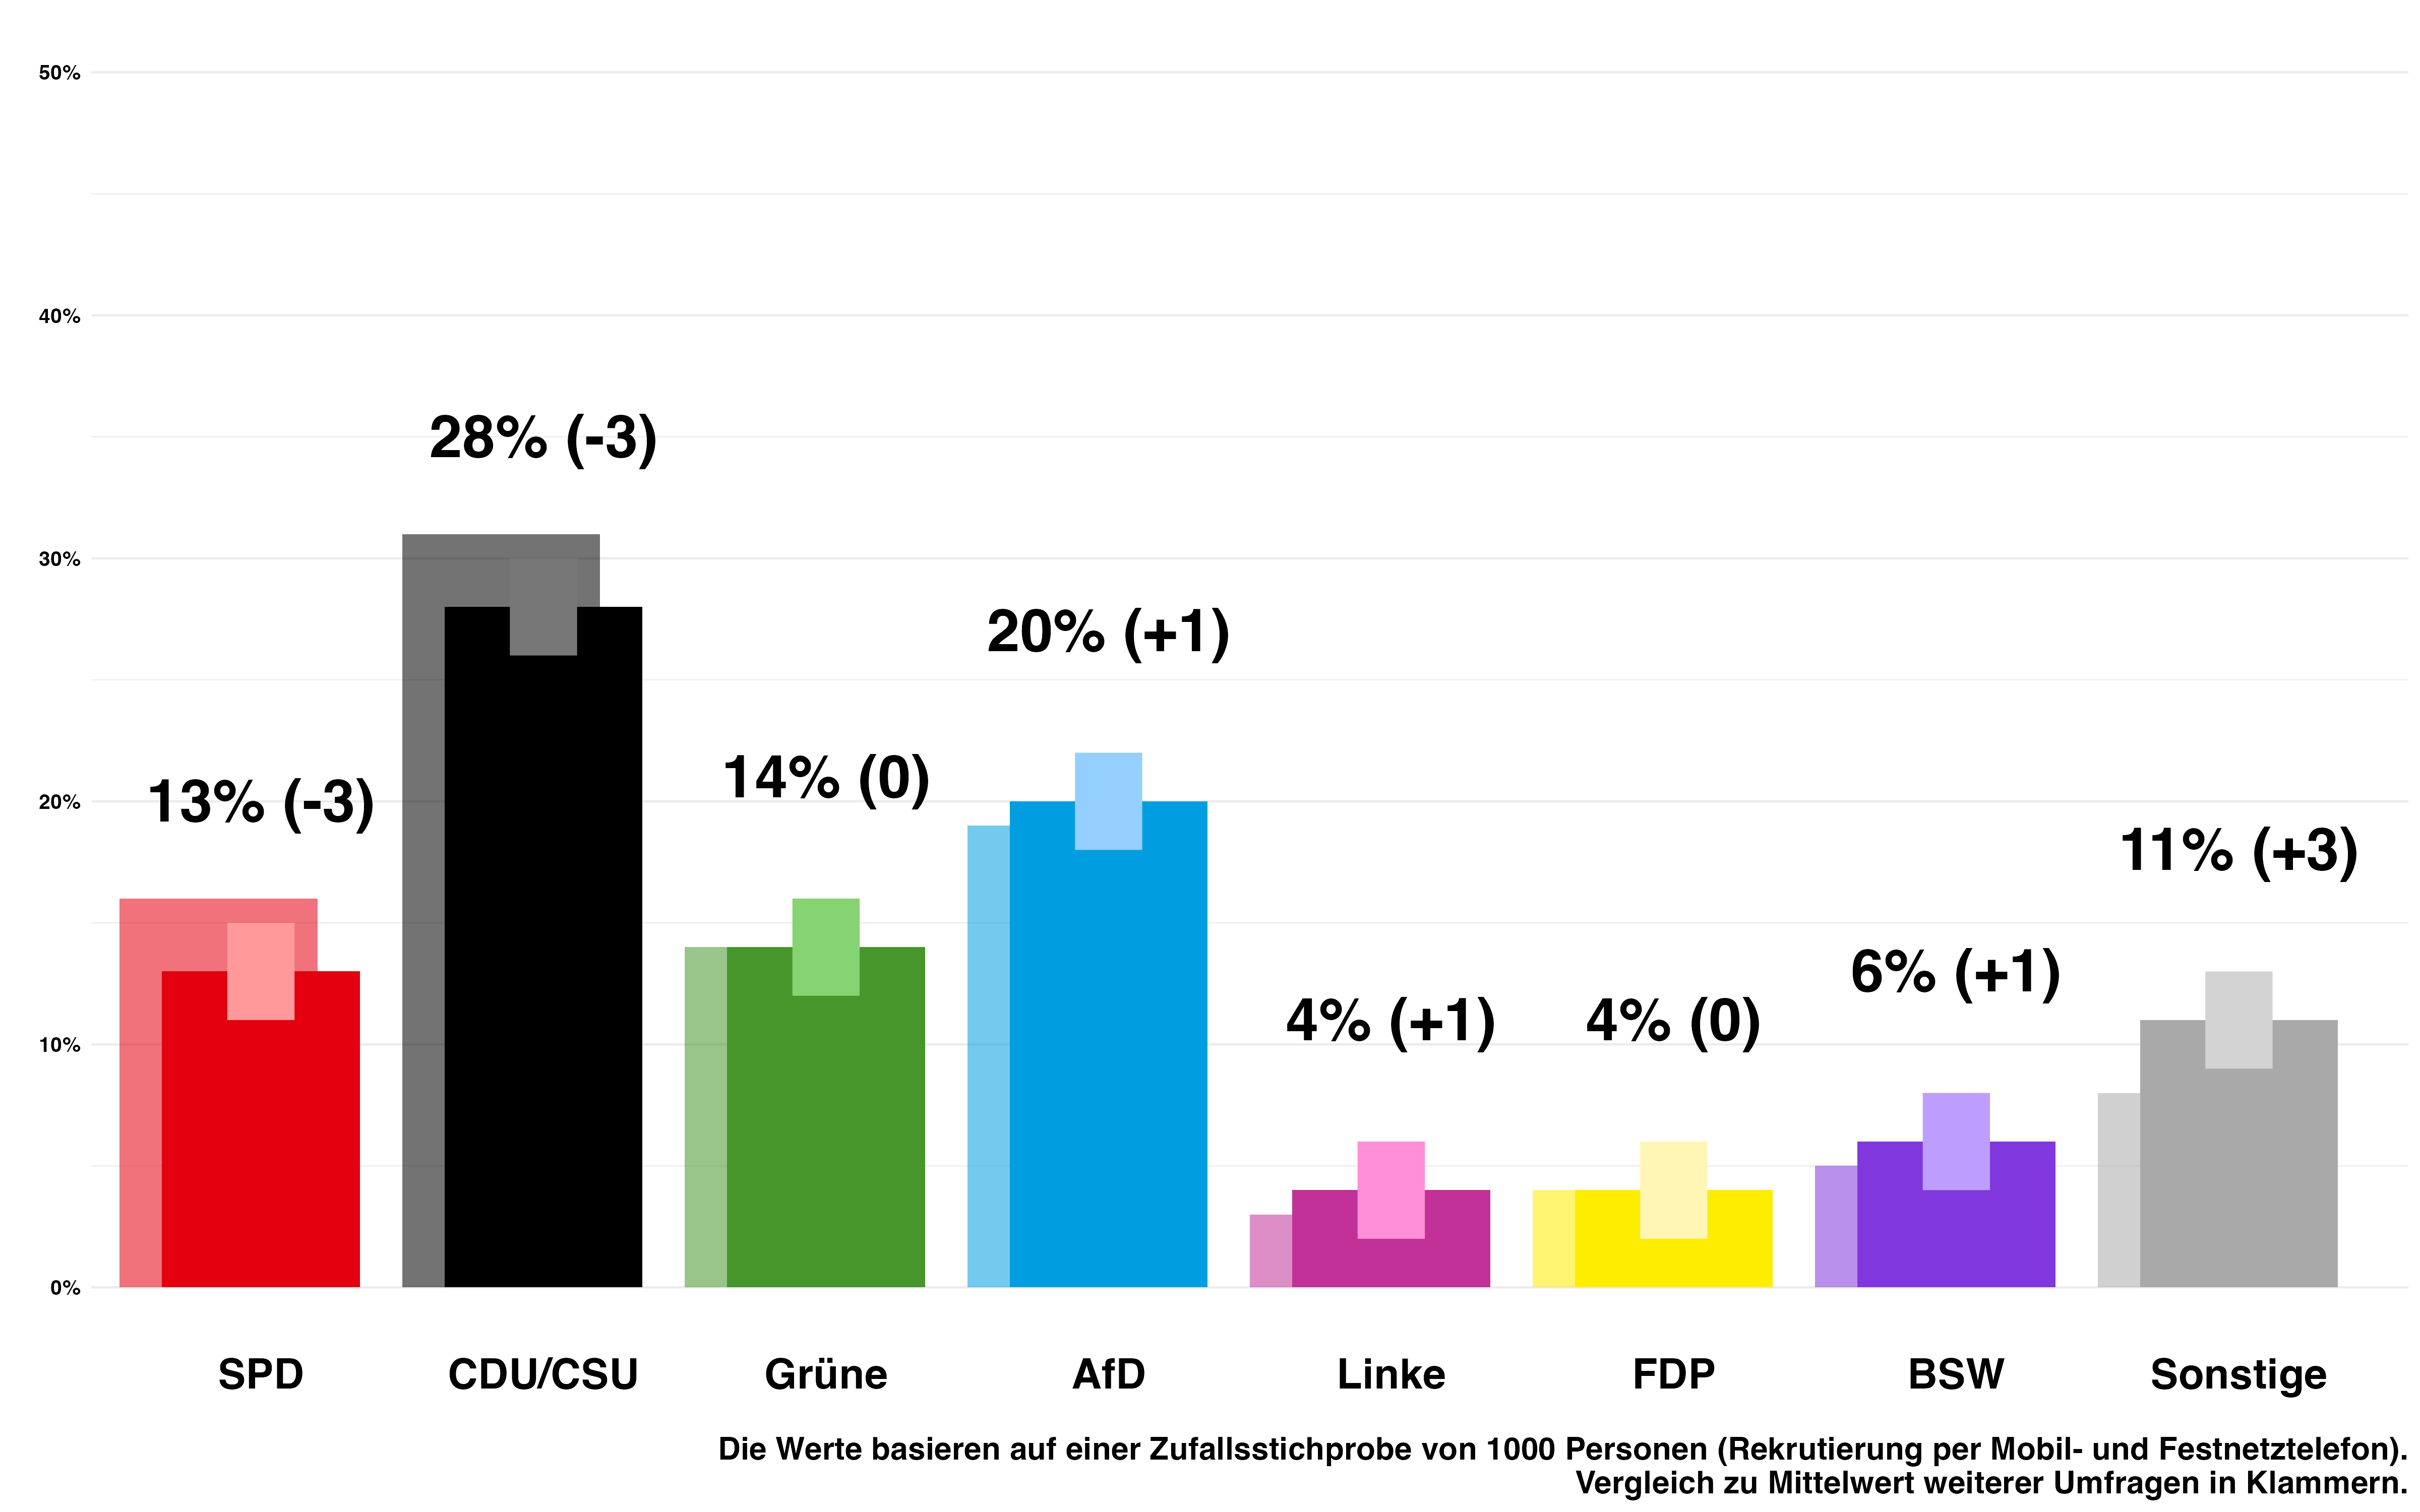 50%
40%
30%
20%
10%
0%
13% (-3)
28% (-3)
14% (0)
20% (+1)
4% (+1)
4% (0)
6% (+1)
11% (+3)
SPD
CDU/CSU
Grüne
AfD
Linke
FDP
BSW
Sonstige
Die Werte basieren auf einer Zufallsstichprobe von 1000 Personen (Rekrutierung per Mobil- und Festnetztelefon).
Vergleich zu Mittelwert weiterer Umfragen in Klammern.